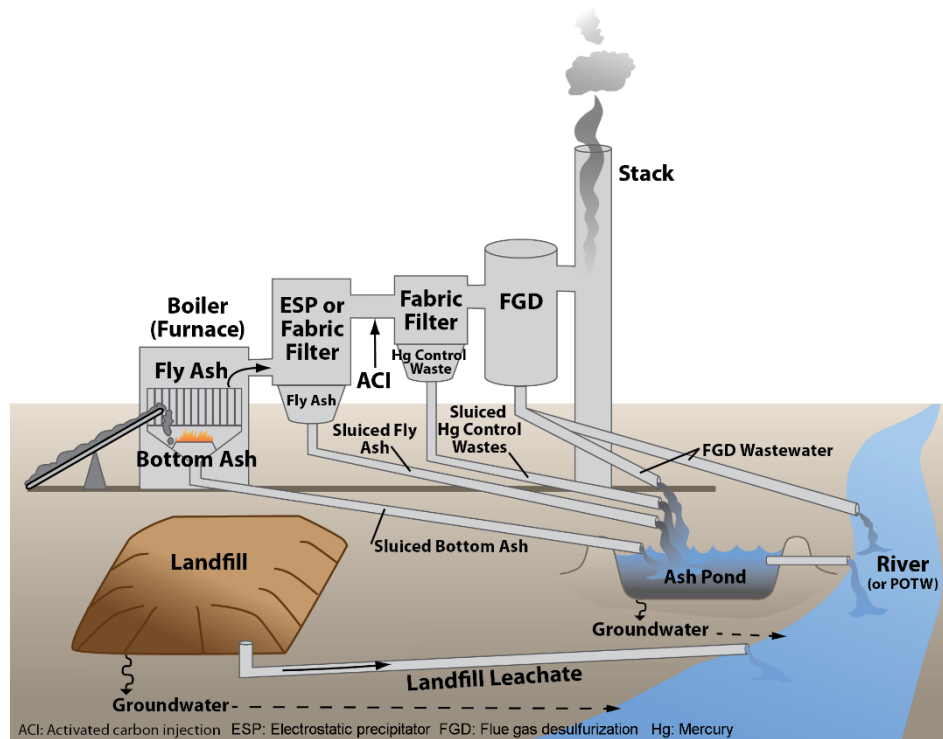 Stack
Boiler
(Furnace)
Fly Ash
Bottom Ash
ESP or
Fabric
Filter
Fly Ash
ACI
Fabric
Filter
Hg Control
Waste
FGD
Sluiced Fly
Ash
Sluiced
Hg Control
Wastes
FGD Wastewater
Sluiced Bottom Ash
Landfill
Ash Pond
River
(or POTW)
Groundwater
Landfill Leachate
Groundwater
ACI: Activated carbon injection ESP: Electrostatic precipitator FGD: Flue gas desulfurization Hg: Mercury